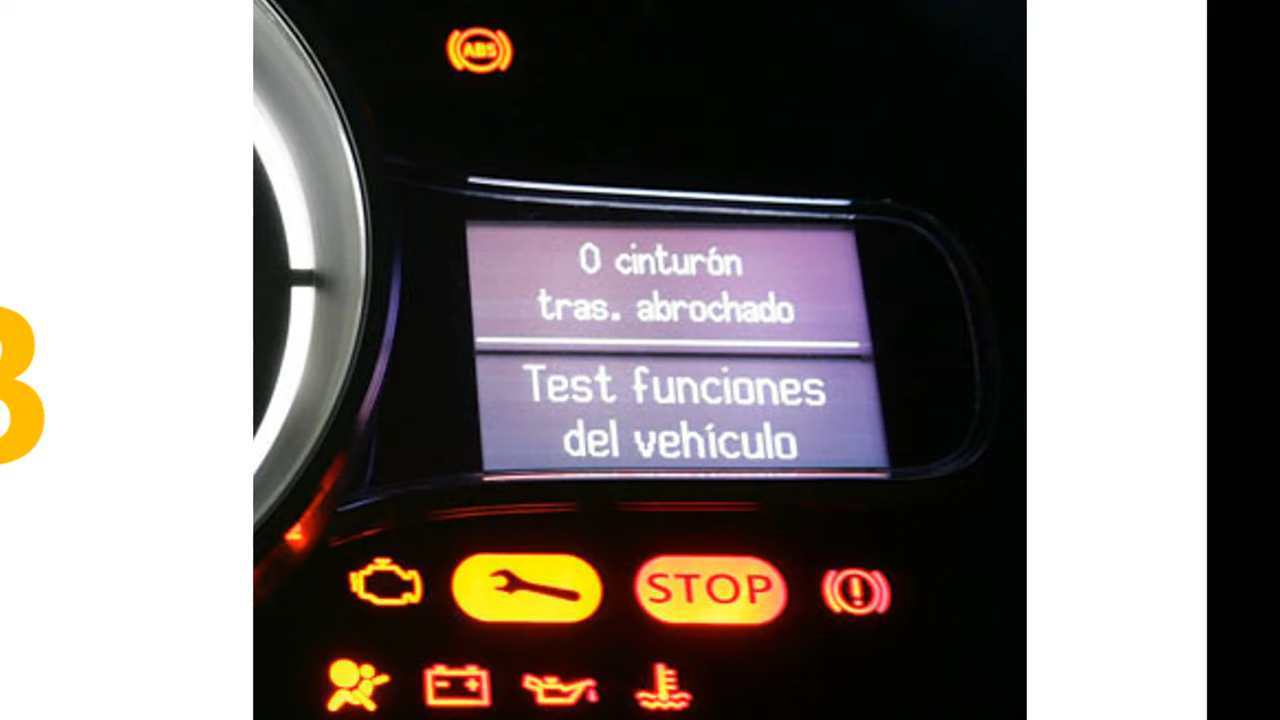 ABS
0 cinturón
tras. abrochado
Test funciones
del vehículo
STOP